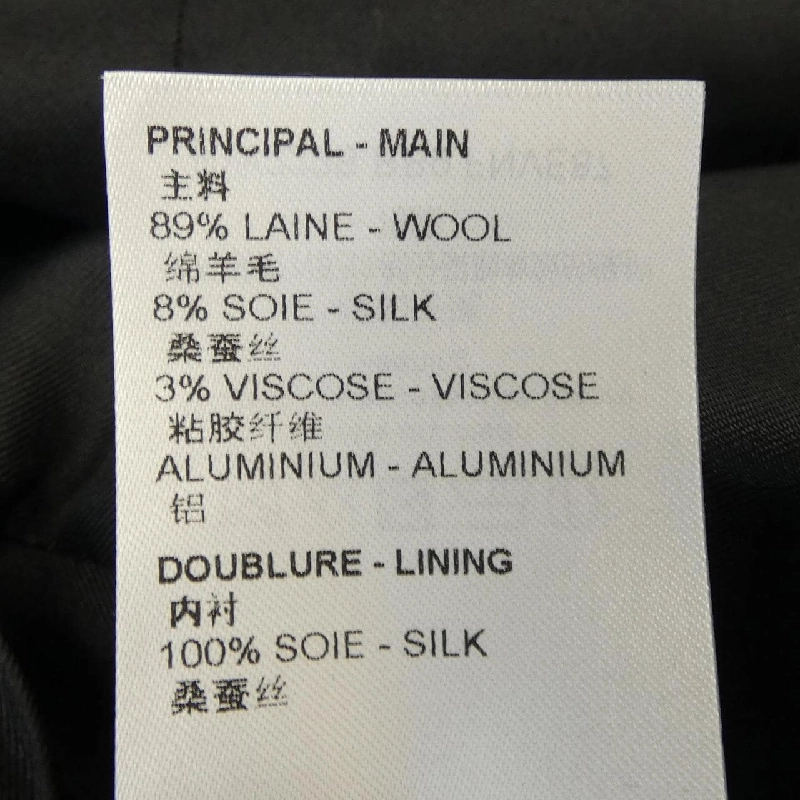 PRINCIPAL - MAIN
主料
89% LAINE - WOOL
绵羊毛
8% SOIE - SILK
桑蚕丝
3% VISCOSE - VISCOSE
粘胶纤维
ALUMINIUM - ALUMINIUM
铝
DOUBLURE - LINING
内衬
100% SOIE - SILK
桑蚕丝